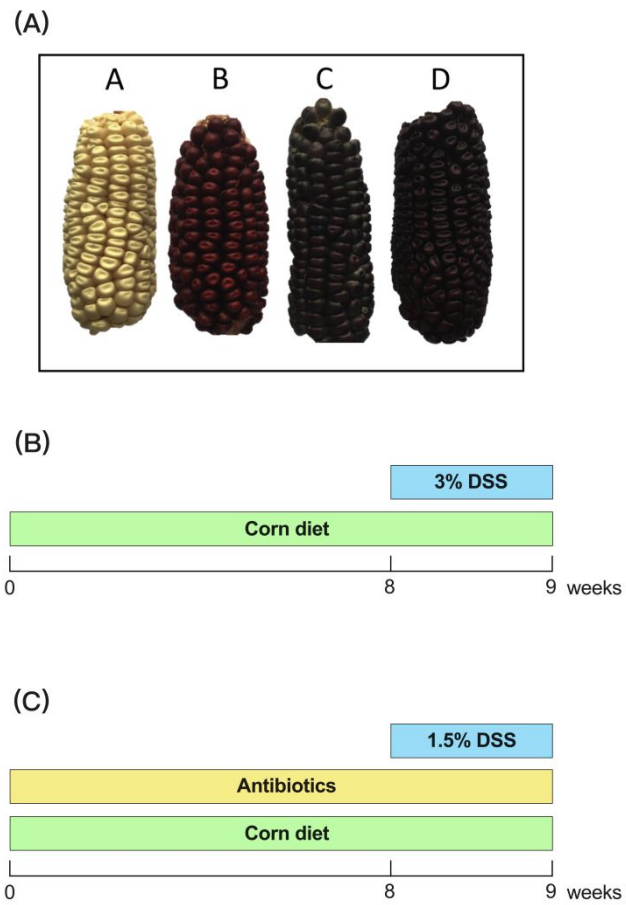 (A)
A B C D
(B)
3% DSS
Corn diet
0 8 9 weeks
(C)
1.5% DSS
Antibiotics
Corn diet
0 8 9 weeks